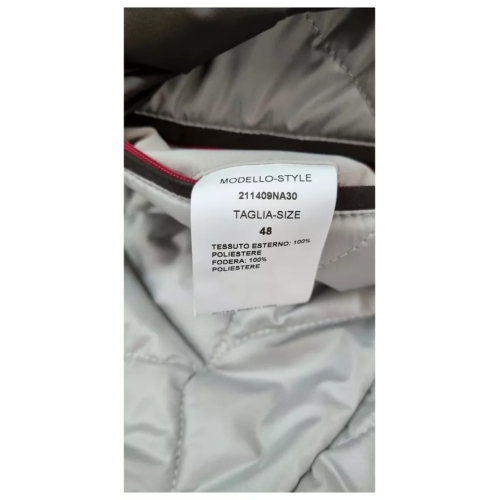 MODELLO-STYLE
211409NA30
TAGLIA-SIZE
48
TESSUTO ESTERNO: 100%
POLIESTERE
FODERA: 100%
POLIESTERE